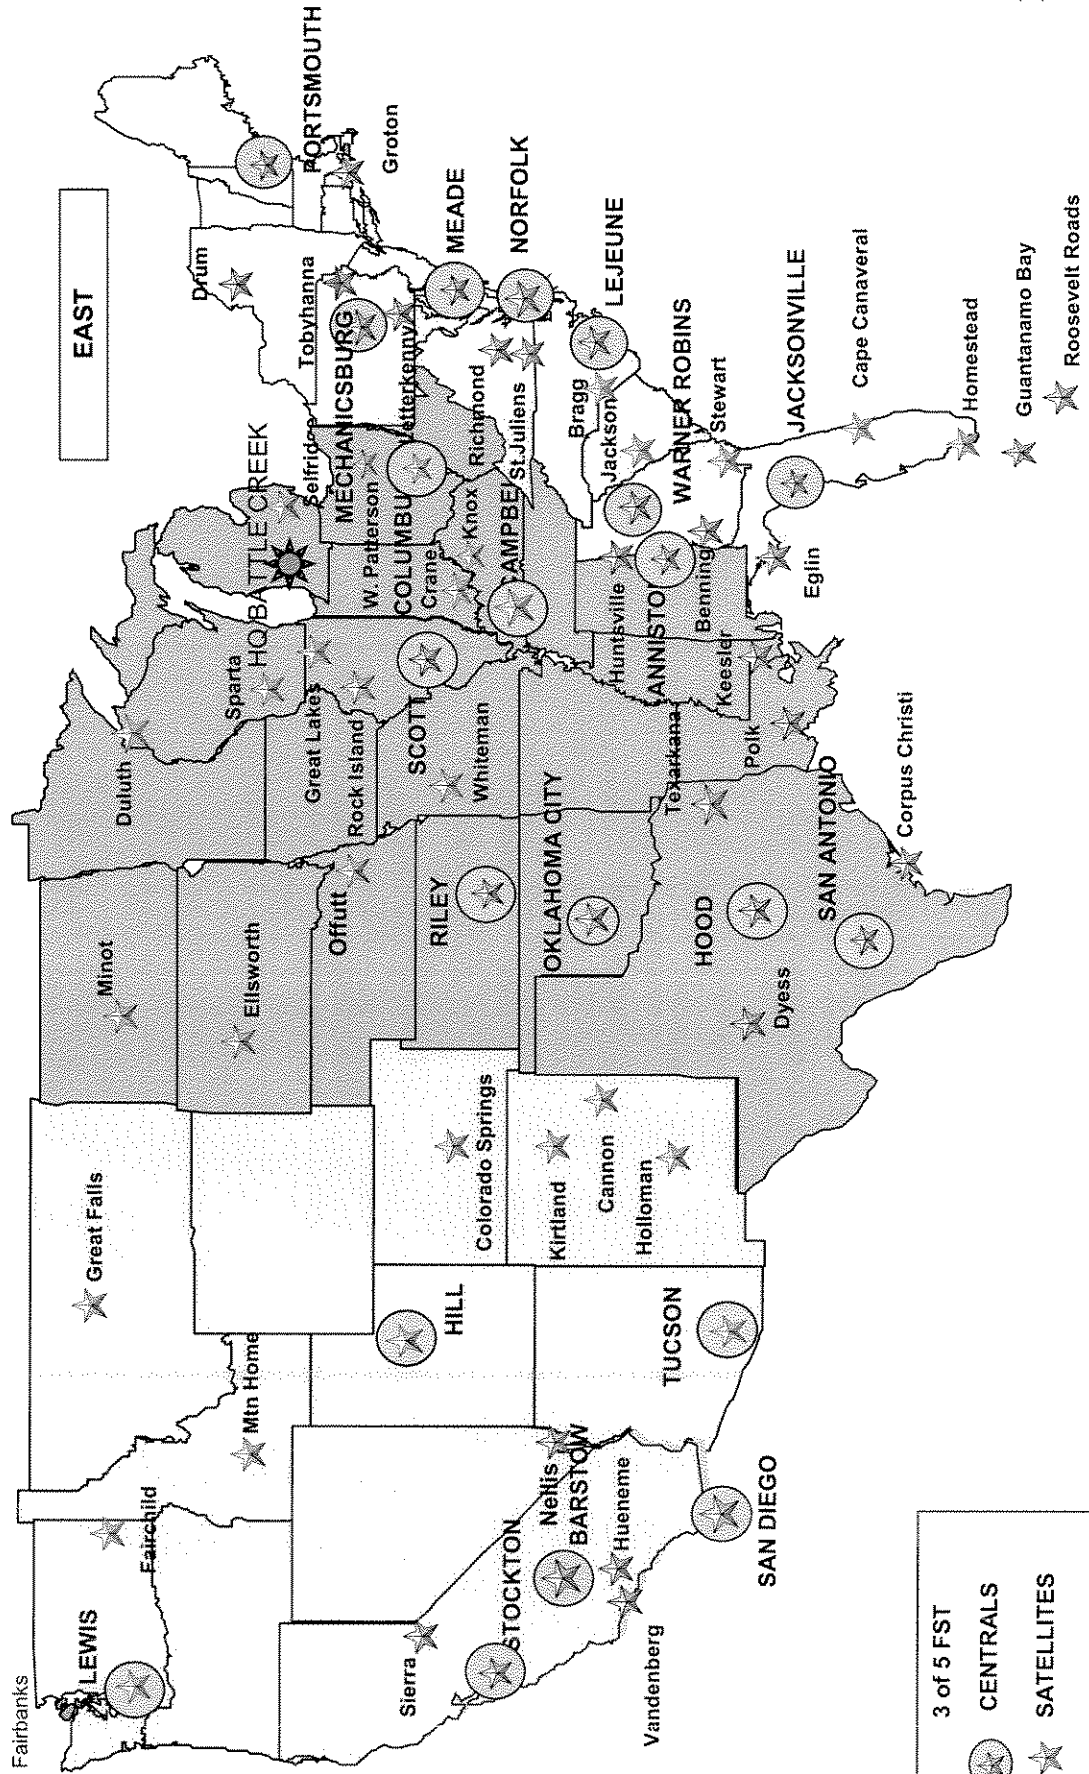 EAST
Fairbanks
LEWIS
Fairchild
Great Falls
Mtn Home
Minot
Ellsworth
Duluth
Sparta
HQ/BATTLE CREEK
Selfridge
Drum
Tobyhanna
PORTSMOUTH
Groton
MECHANICSBURG
MEADE
NORFOLK
Richmond
St.Juliens
LEJEUNE
Bragg
Jackson
WARNER ROBINS
Stewart
JACKSONVILLE
Cape Canaveral
Homestead
Guantanamo Bay
Roosevelt Roads
Great Lakes
Rock Island
W. Patterson
Crane
Knox
SCOTT
Whiteman
Offutt
RILEY
OKLAHOMA CITY
Huntsville
Benning
Keesler
Eglin
Texarkana
Polk
HOOD
SAN ANTONIO
Corpus Christi
Dyess
Colorado Springs
Kirtland
Cannon
Holloman
HILL
TUCSON
Sierra
STOCKTON
Nellis
BARSTOW
Hueneme
Vandenberg
SAN DIEGO
3 of 5 FST
CENTRALS
SATELLITES